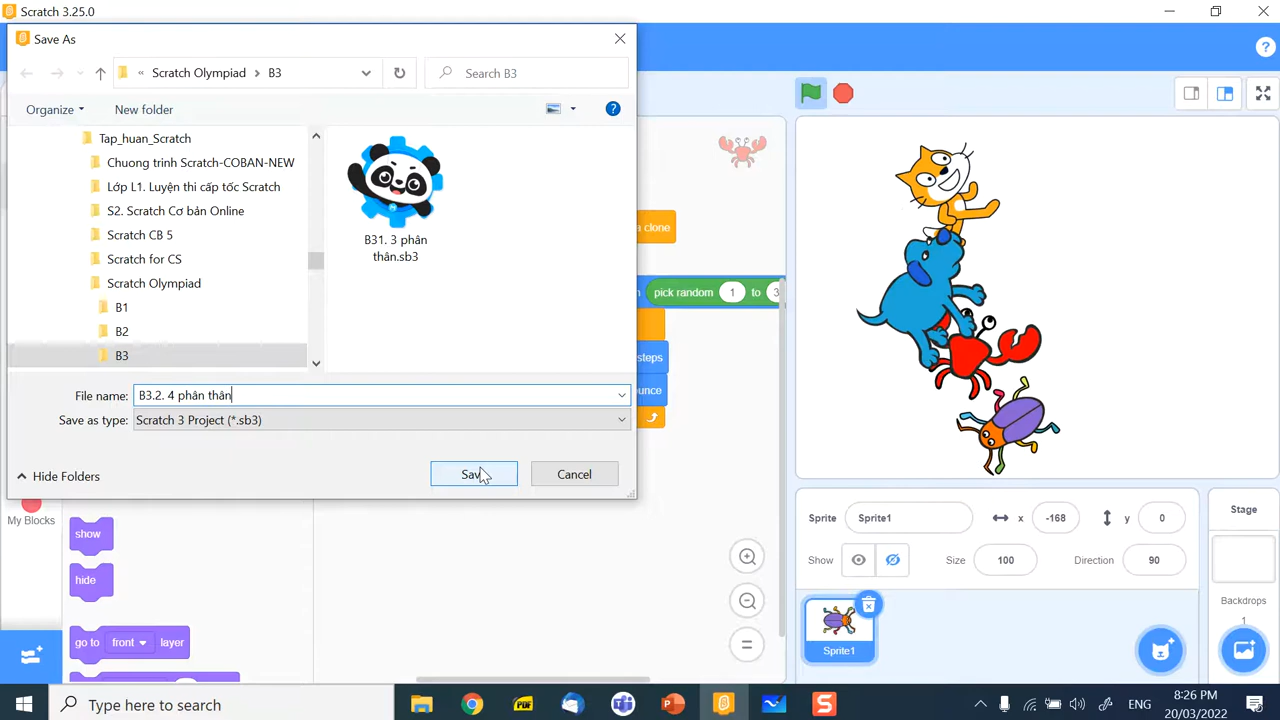 Scratch 3.25.0
Save As
« Scratch Olympiad > B3
Search B3
Organize
New folder
Tap_huan_Scratch
Chuong trinh Scratch-COBAN-NEW
Lớp L1. Luyện thi cấp tốc Scratch
S2. Scratch Cơ bản Online
Scratch CB 5
Scratch for CS
Scratch Olympiad
B1
B2
B3
B31. 3 phân
thân.sb3
File name: B3.2. 4 phân thân
Save as type: Scratch 3 Project (*.sb3)
Hide Folders
Save
Cancel
a clone
pick random 1 to 3
steps
bounce
My Blocks
show
hide
go to front layer
Sprite Sprite1 x -168 y 0
Show Size 100 Direction 90
Sprite1
Stage
Backdrops
1
Type here to search
PDF
ENG
8:26 PM
20/03/2022